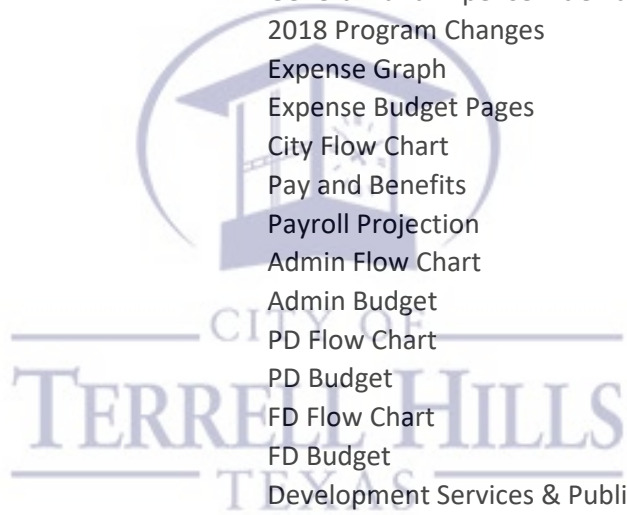 2018 Program Changes
Expense Graph
Expense Budget Pages
City Flow Chart
Pay and Benefits
Payroll Projection
Admin Flow Chart
Admin Budget
CITY OF
PD Flow Chart
PD Budget
TERRELL HILLS
FD Flow Chart
FD Budget
TEXAS
Development Services & Publi